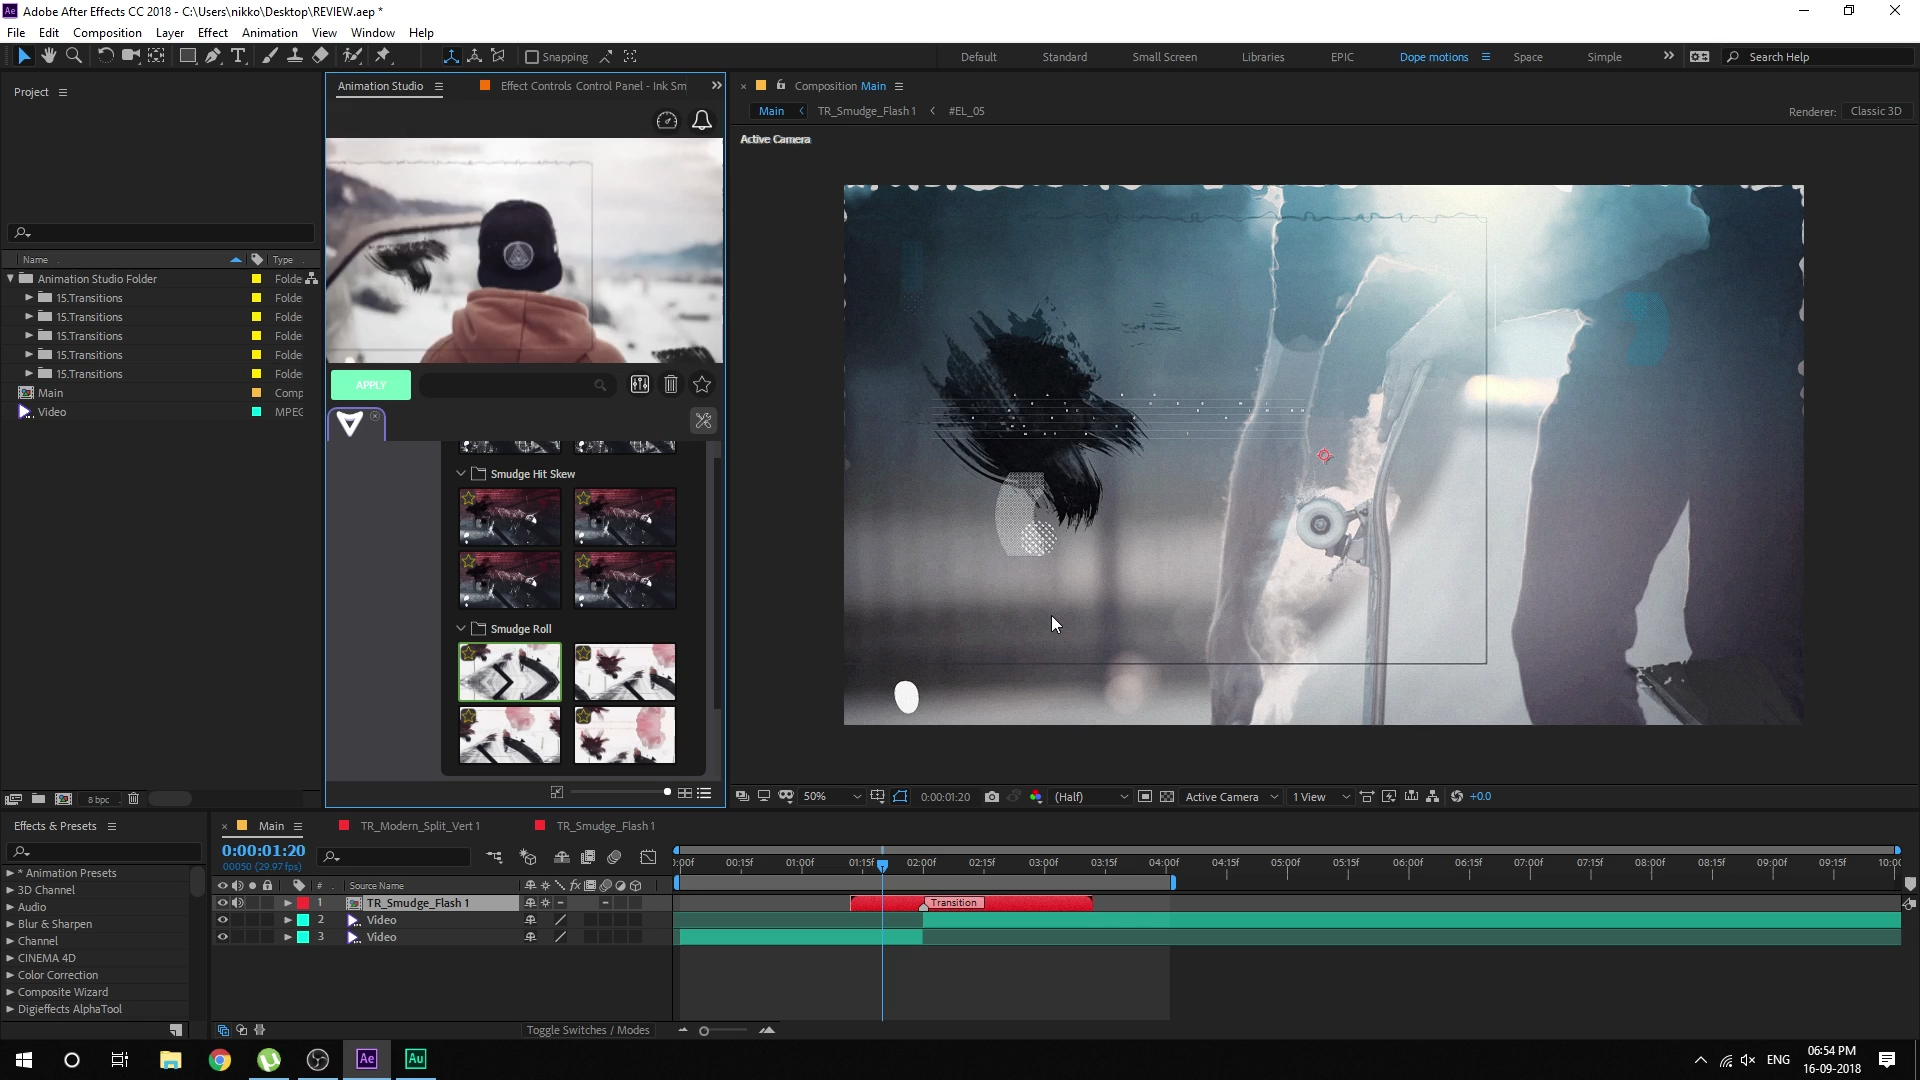 Adobe After Effects CC 2018 - C:\Users\nikko\Desktop\REVIEW.aep *
File Edit Composition Layer Effect Animation View Window Help
Snapping
Default Standard Small Screen Libraries EPIC Dope motions Space Simple Search Help
Project
Animation Studio
Effect Controls Control Panel - Ink Sm
Composition Main
Main TR_Smudge_Flash 1 #EL_05
Renderer: Classic 3D
Active Camera
Name Type
Animation Studio Folder Folde
15.Transitions Folde
15.Transitions Folde
15.Transitions Folde
15.Transitions Folde
15.Transitions Folde
Main Comp
Video MPEG
APPLY
Smudge Hit Skew
Smudge Roll
8 bpc
50% 0:00:01:20 (Half) Active Camera 1 View +0.0
Effects & Presets
Main TR_Modern_Split_Vert 1 TR_Smudge_Flash 1
0:00:01:20
00050 (29.97 fps)
:00f 00:15f 01:00f 01:15f 02:00f 02:15f 03:00f 03:15f 04:00f 04:15f 05:00f 05:15f 06:00f 06:15f 07:00f 07:15f 08:00f 08:15f 09:00f 09:15f 10:00
# Source Name
* Animation Presets
3D Channel
Audio
Blur & Sharpen
Channel
CINEMA 4D
Color Correction
Composite Wizard
Digieffects AlphaTool
1 TR_Smudge_Flash 1 Transition
2 Video
3 Video
Toggle Switches / Modes
Ae Au
ENG
06:54 PM
16-09-2018